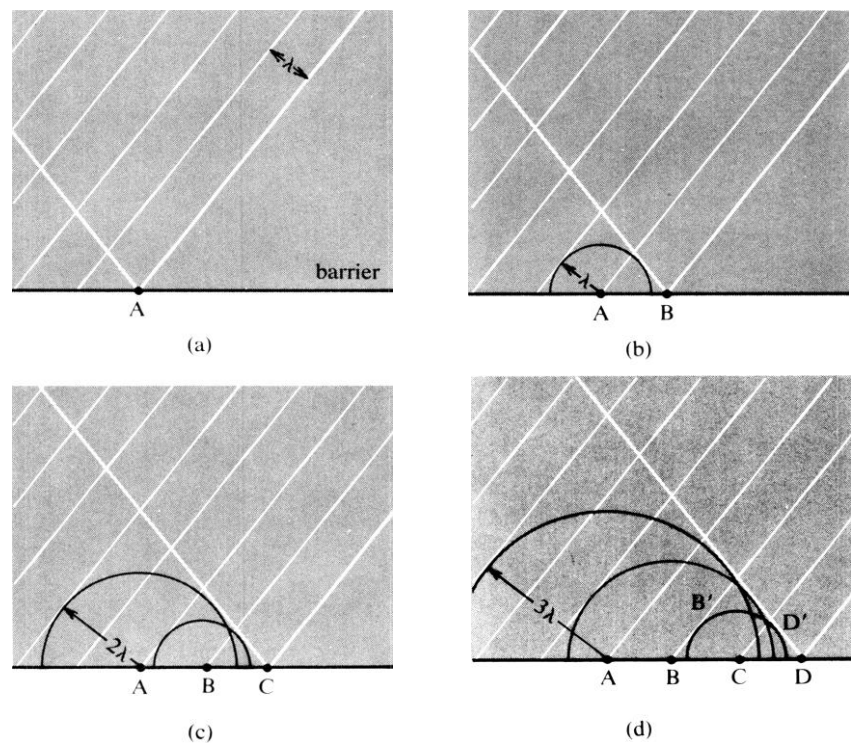 λ
barrier
A
(a)
λ
A B
(b)
2λ
A B C
(c)
3λ
B′
D′
A B C D
(d)